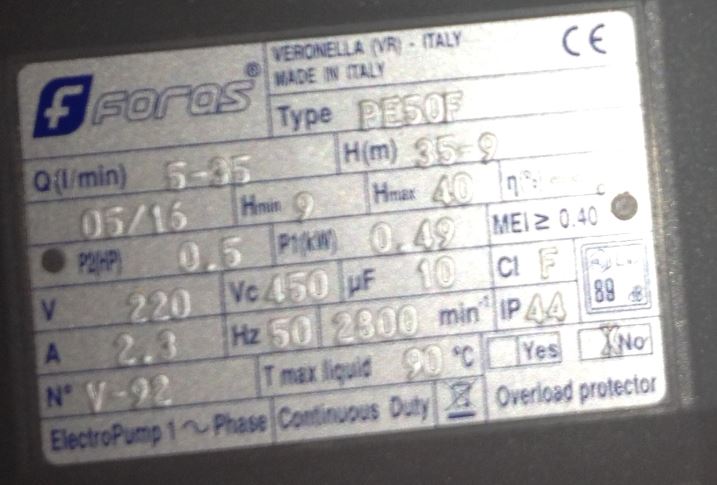 foras® VERONELLA (VR) - ITALY
MADE IN ITALY
Type PE50F
Q(l/min) 5-35 H(m) 35-9
05/16 Hmin 9 Hmax 40 η%
P2(HP) 0.5 P1(kW) 0.49 MEI ≥ 0.40
V 220 Vc 450 μF 10 Cl F
A 2.3 Hz 50 2800 min⁻¹ IP 44 89 dB
N° V-92 T max liquid 90 °C Yes X No
ElectroPump 1 ~ Phase Continuous Duty Overload protector
CE